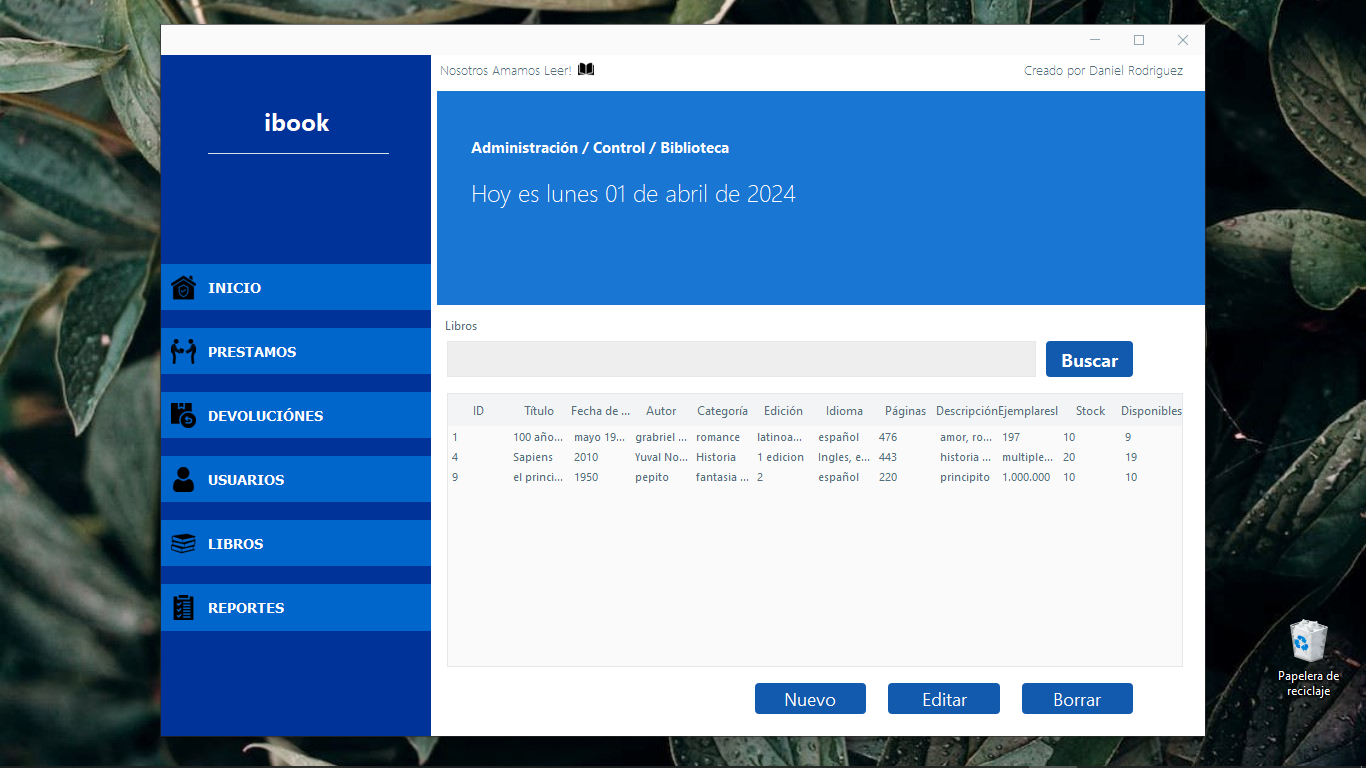 Nosotros Amamos Leer!
Creado por Daniel Rodriguez
ibook
Administración / Control / Biblioteca
Hoy es lunes 01 de abril de 2024
INICIO
PRESTAMOS
DEVOLUCIÓNES
USUARIOS
LIBROS
REPORTES
Libros
Buscar
ID Título Fecha de ... Autor Categoría Edición Idioma Páginas Descripción Ejemplaresl Stock Disponibles
1 100 año... mayo 19... grabriel ... romance latinoa... español 476 amor, ro... 197 10 9
4 Sapiens 2010 Yuval No... Historia 1 edicion Ingles, e... 443 historia ... multiple... 20 19
9 el princi... 1950 pepito fantasia ... 2 español 220 principito 1.000.000 10 10
Nuevo Editar Borrar
Papelera de
reciclaje